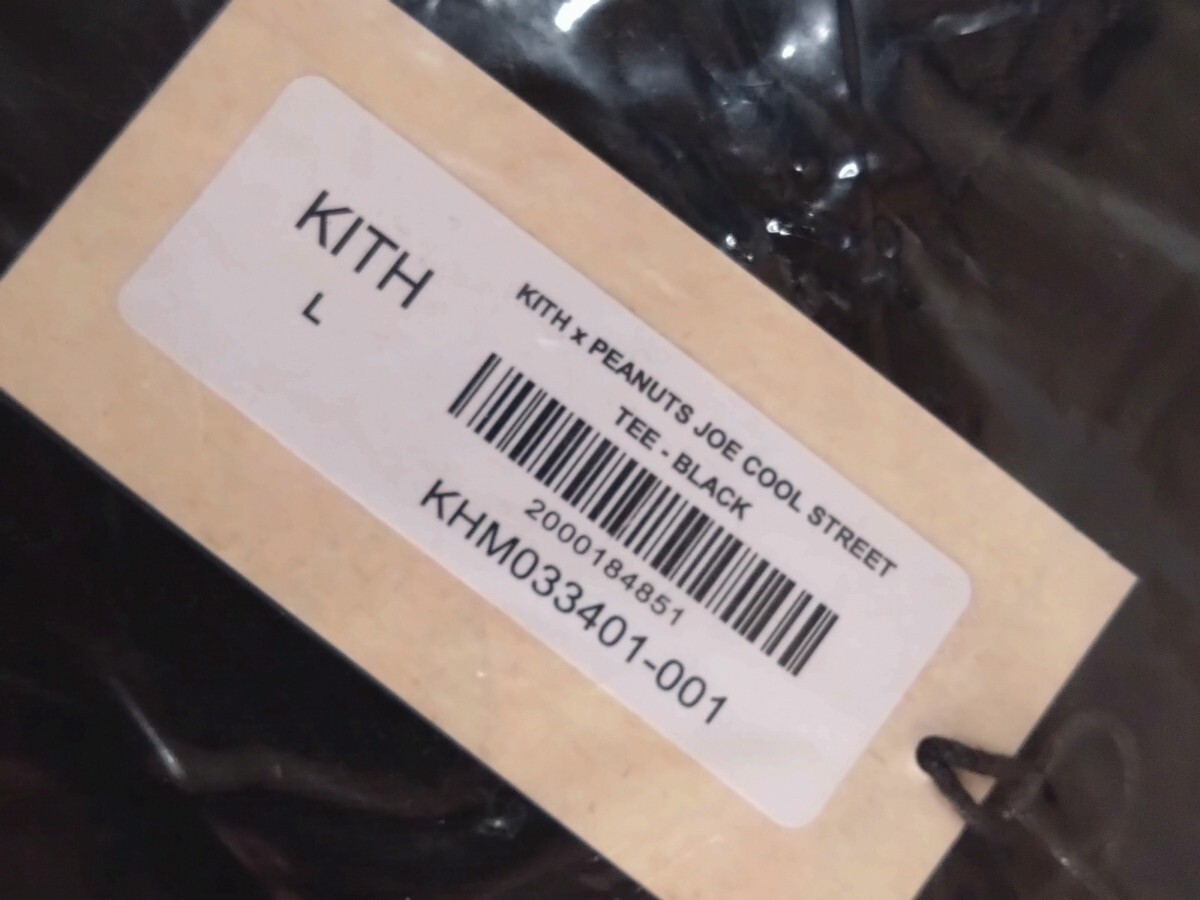 KITH
L
KITH x PEANUTS JOE COOL STREET
TEE - BLACK
2000184851
KHM033401-001